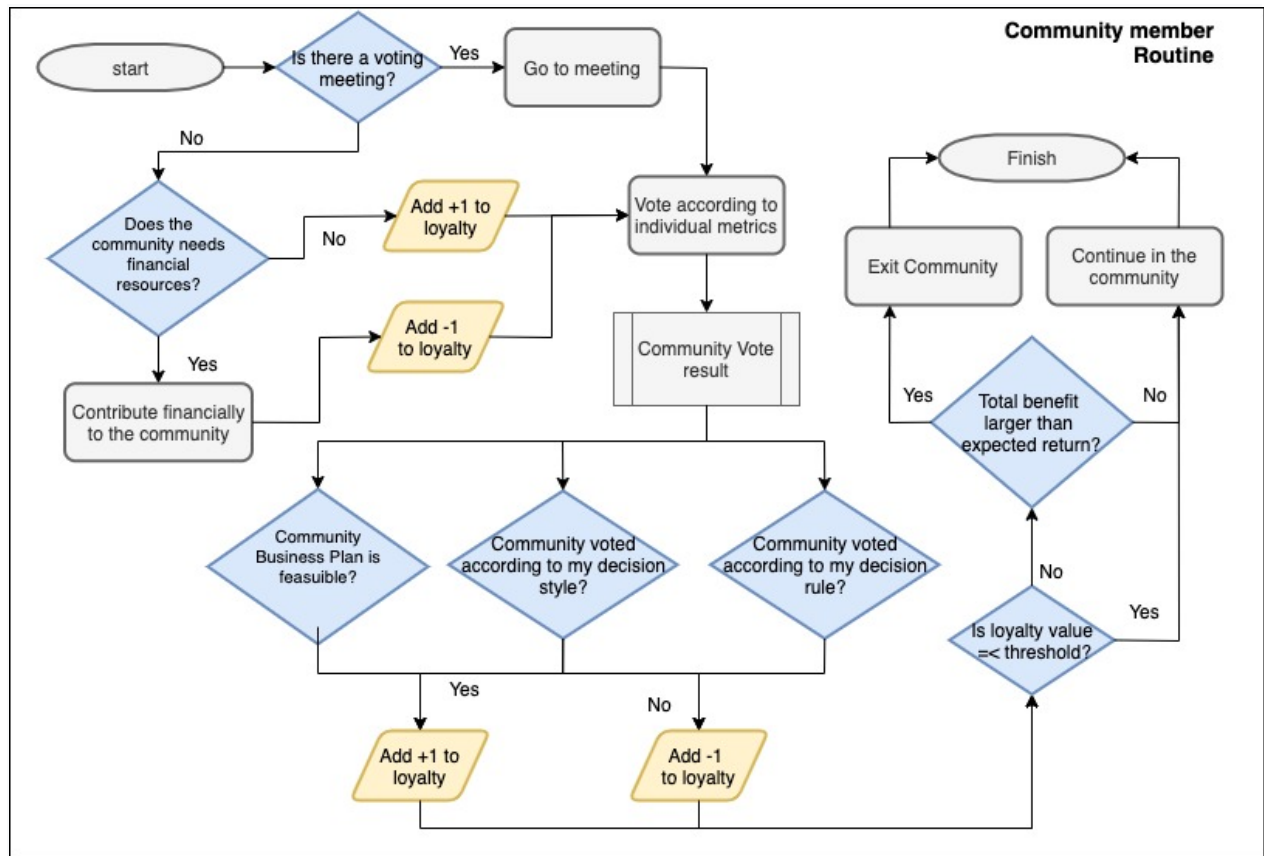 Community member
Routine
start
Is there a voting
meeting?
Yes
Go to meeting
No
Finish
Does the
community needs
financial
resources?
No
Add +1 to
loyalty
Vote according to
individual metrics
Exit Community
Continue in the
community
Add -1
to loyalty
Community Vote
result
Yes
Contribute financially
to the community
Yes
Total benefit
larger than
expected return?
No
Community
Business Plan is
feasuible?
Community voted
according to my decision
style?
Community voted
according to my decision
rule?
No
Yes
Is loyalty value
=< threshold?
Yes
No
Add +1 to
loyalty
Add -1
to loyalty